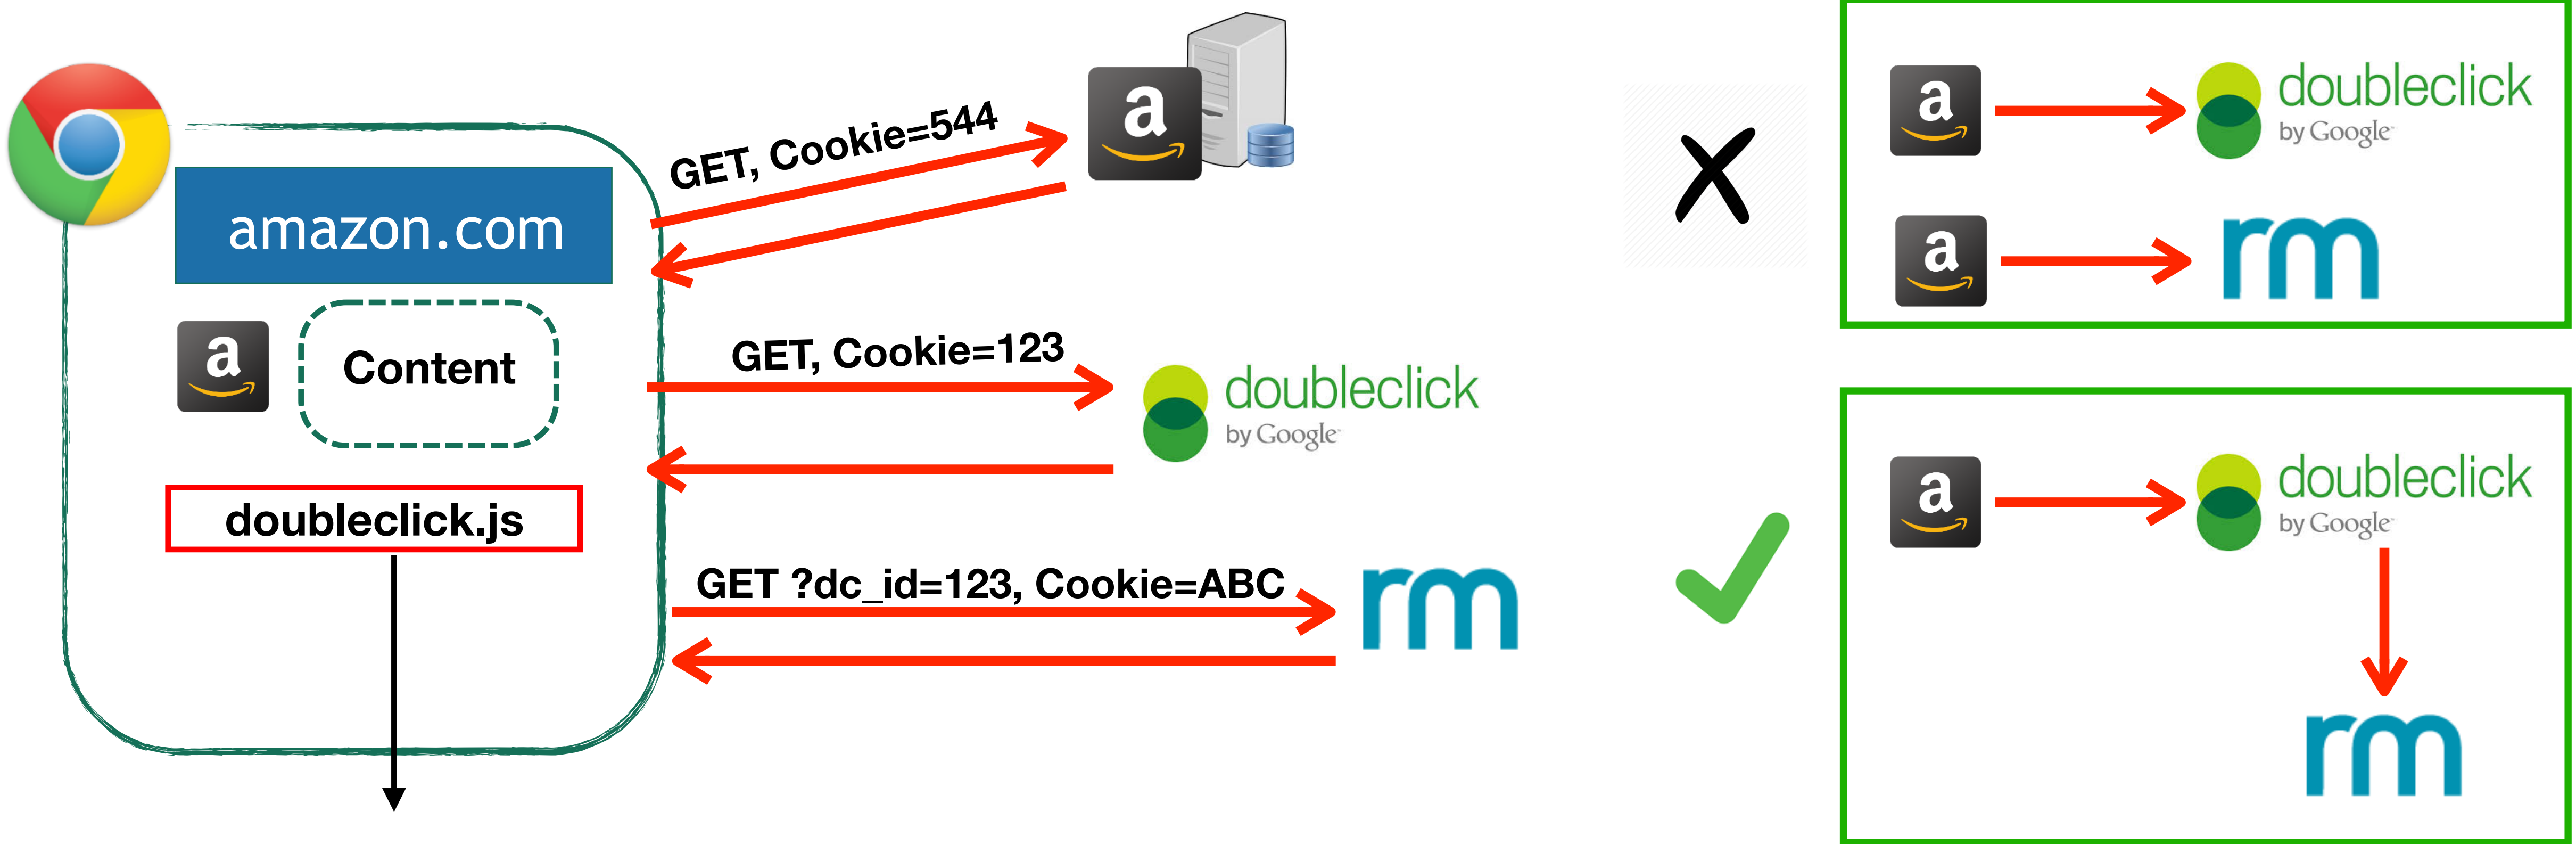 amazon.com
a
Content
doubleclick.js
GET, Cookie=544
a
GET, Cookie=123
doubleclick
by Google
GET ?dc_id=123, Cookie=ABC
rm
a
doubleclick
by Google
a
rm
a
doubleclick
by Google
rm